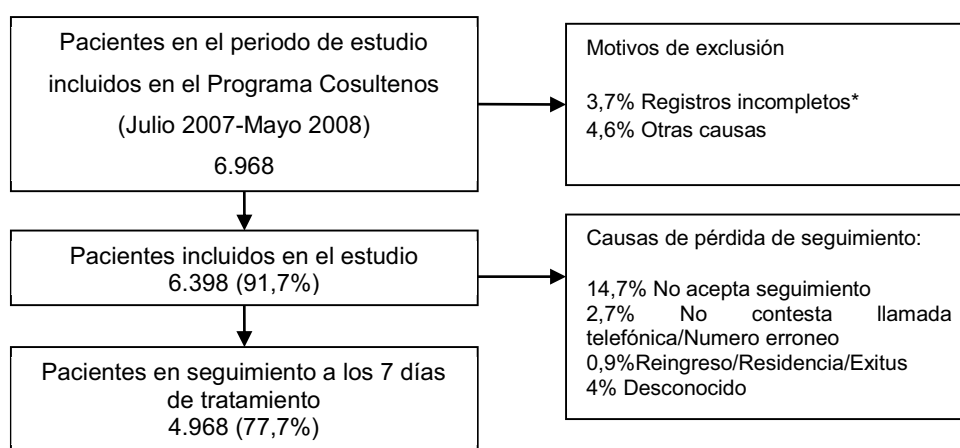 Pacientes en el periodo de estudio
incluidos en el Programa Cosultenos
(Julio 2007-Mayo 2008)
6.968
Motivos de exclusión
3,7% Registros incompletos*
4,6% Otras causas
Pacientes incluidos en el estudio
6.398 (91,7%)
Causas de pérdida de seguimiento:
14,7% No acepta seguimiento
2,7% No contesta llamada
telefónica/Numero erroneo
0,9%Reingreso/Residencia/Exitus
4% Desconocido
Pacientes en seguimiento a los 7 días
de tratamiento
4.968 (77,7%)